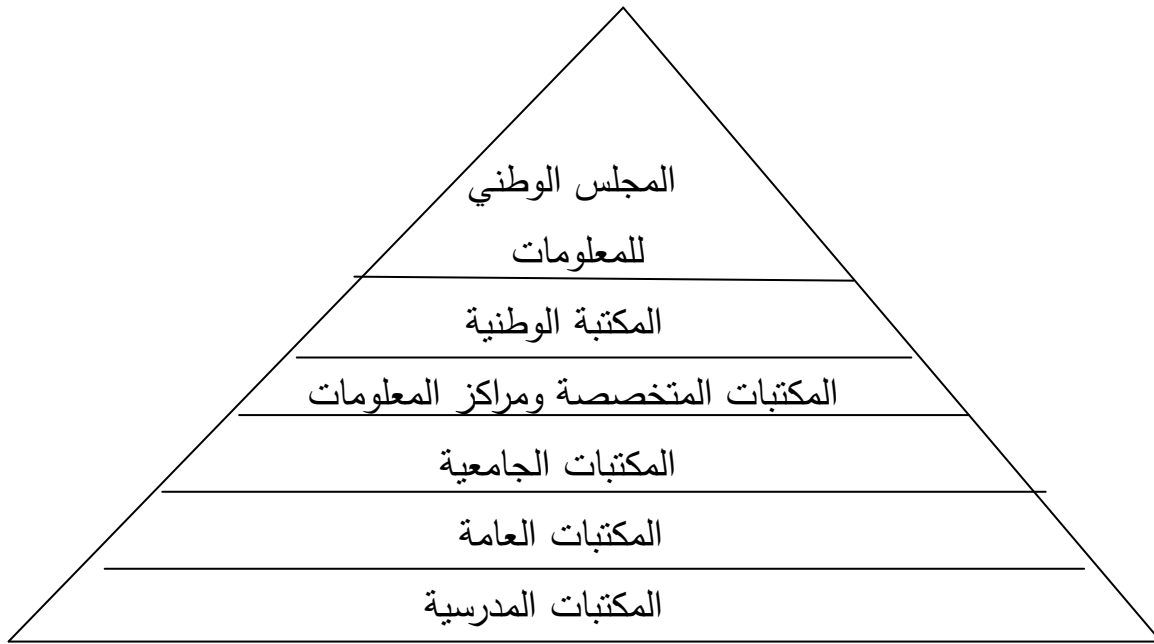 المجلس الوطني
للمعلومات
المكتبة الوطنية
المكتبات المتخصصة ومراكز المعلومات
المكتبات الجامعية
المكتبات العامة
المكتبات المدرسية